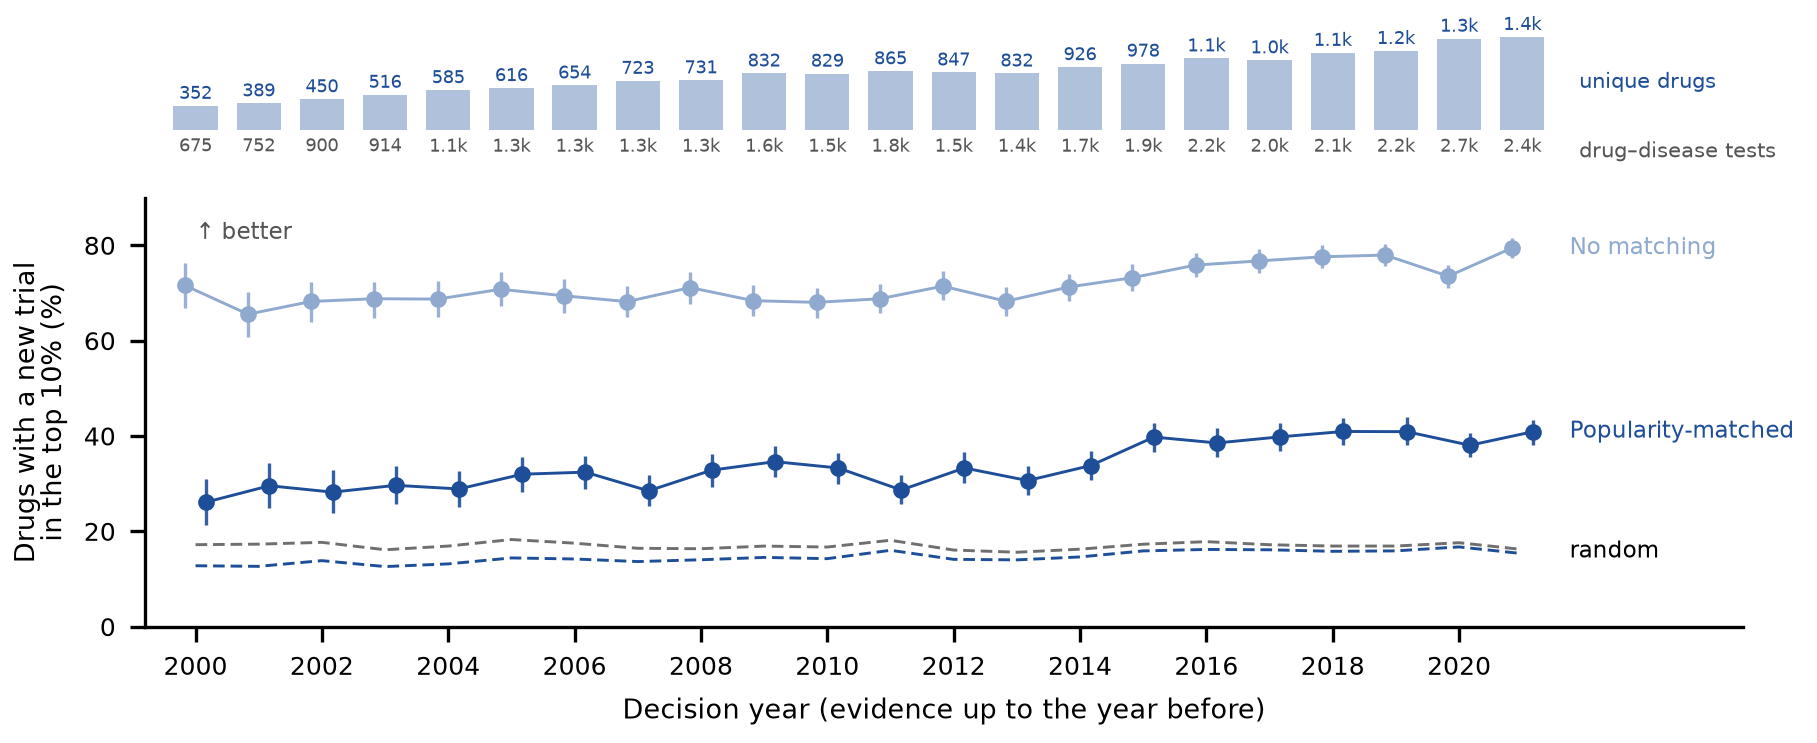 352 389 450 516 585 616 654 723 731 832 829 865 847 832 926 978 1.1k 1.0k 1.1k 1.2k 1.3k 1.4k
unique drugs
675 752 900 914 1.1k 1.3k 1.3k 1.3k 1.3k 1.6k 1.5k 1.8k 1.5k 1.4k 1.7k 1.9k 2.2k 2.0k 2.1k 2.2k 2.7k 2.4k
drug–disease tests
Drugs with a new trial
in the top 10% (%)
↑ better
80
60
40
20
0
No matching
Popularity-matched
random
2000 2002 2004 2006 2008 2010 2012 2014 2016 2018 2020
Decision year (evidence up to the year before)